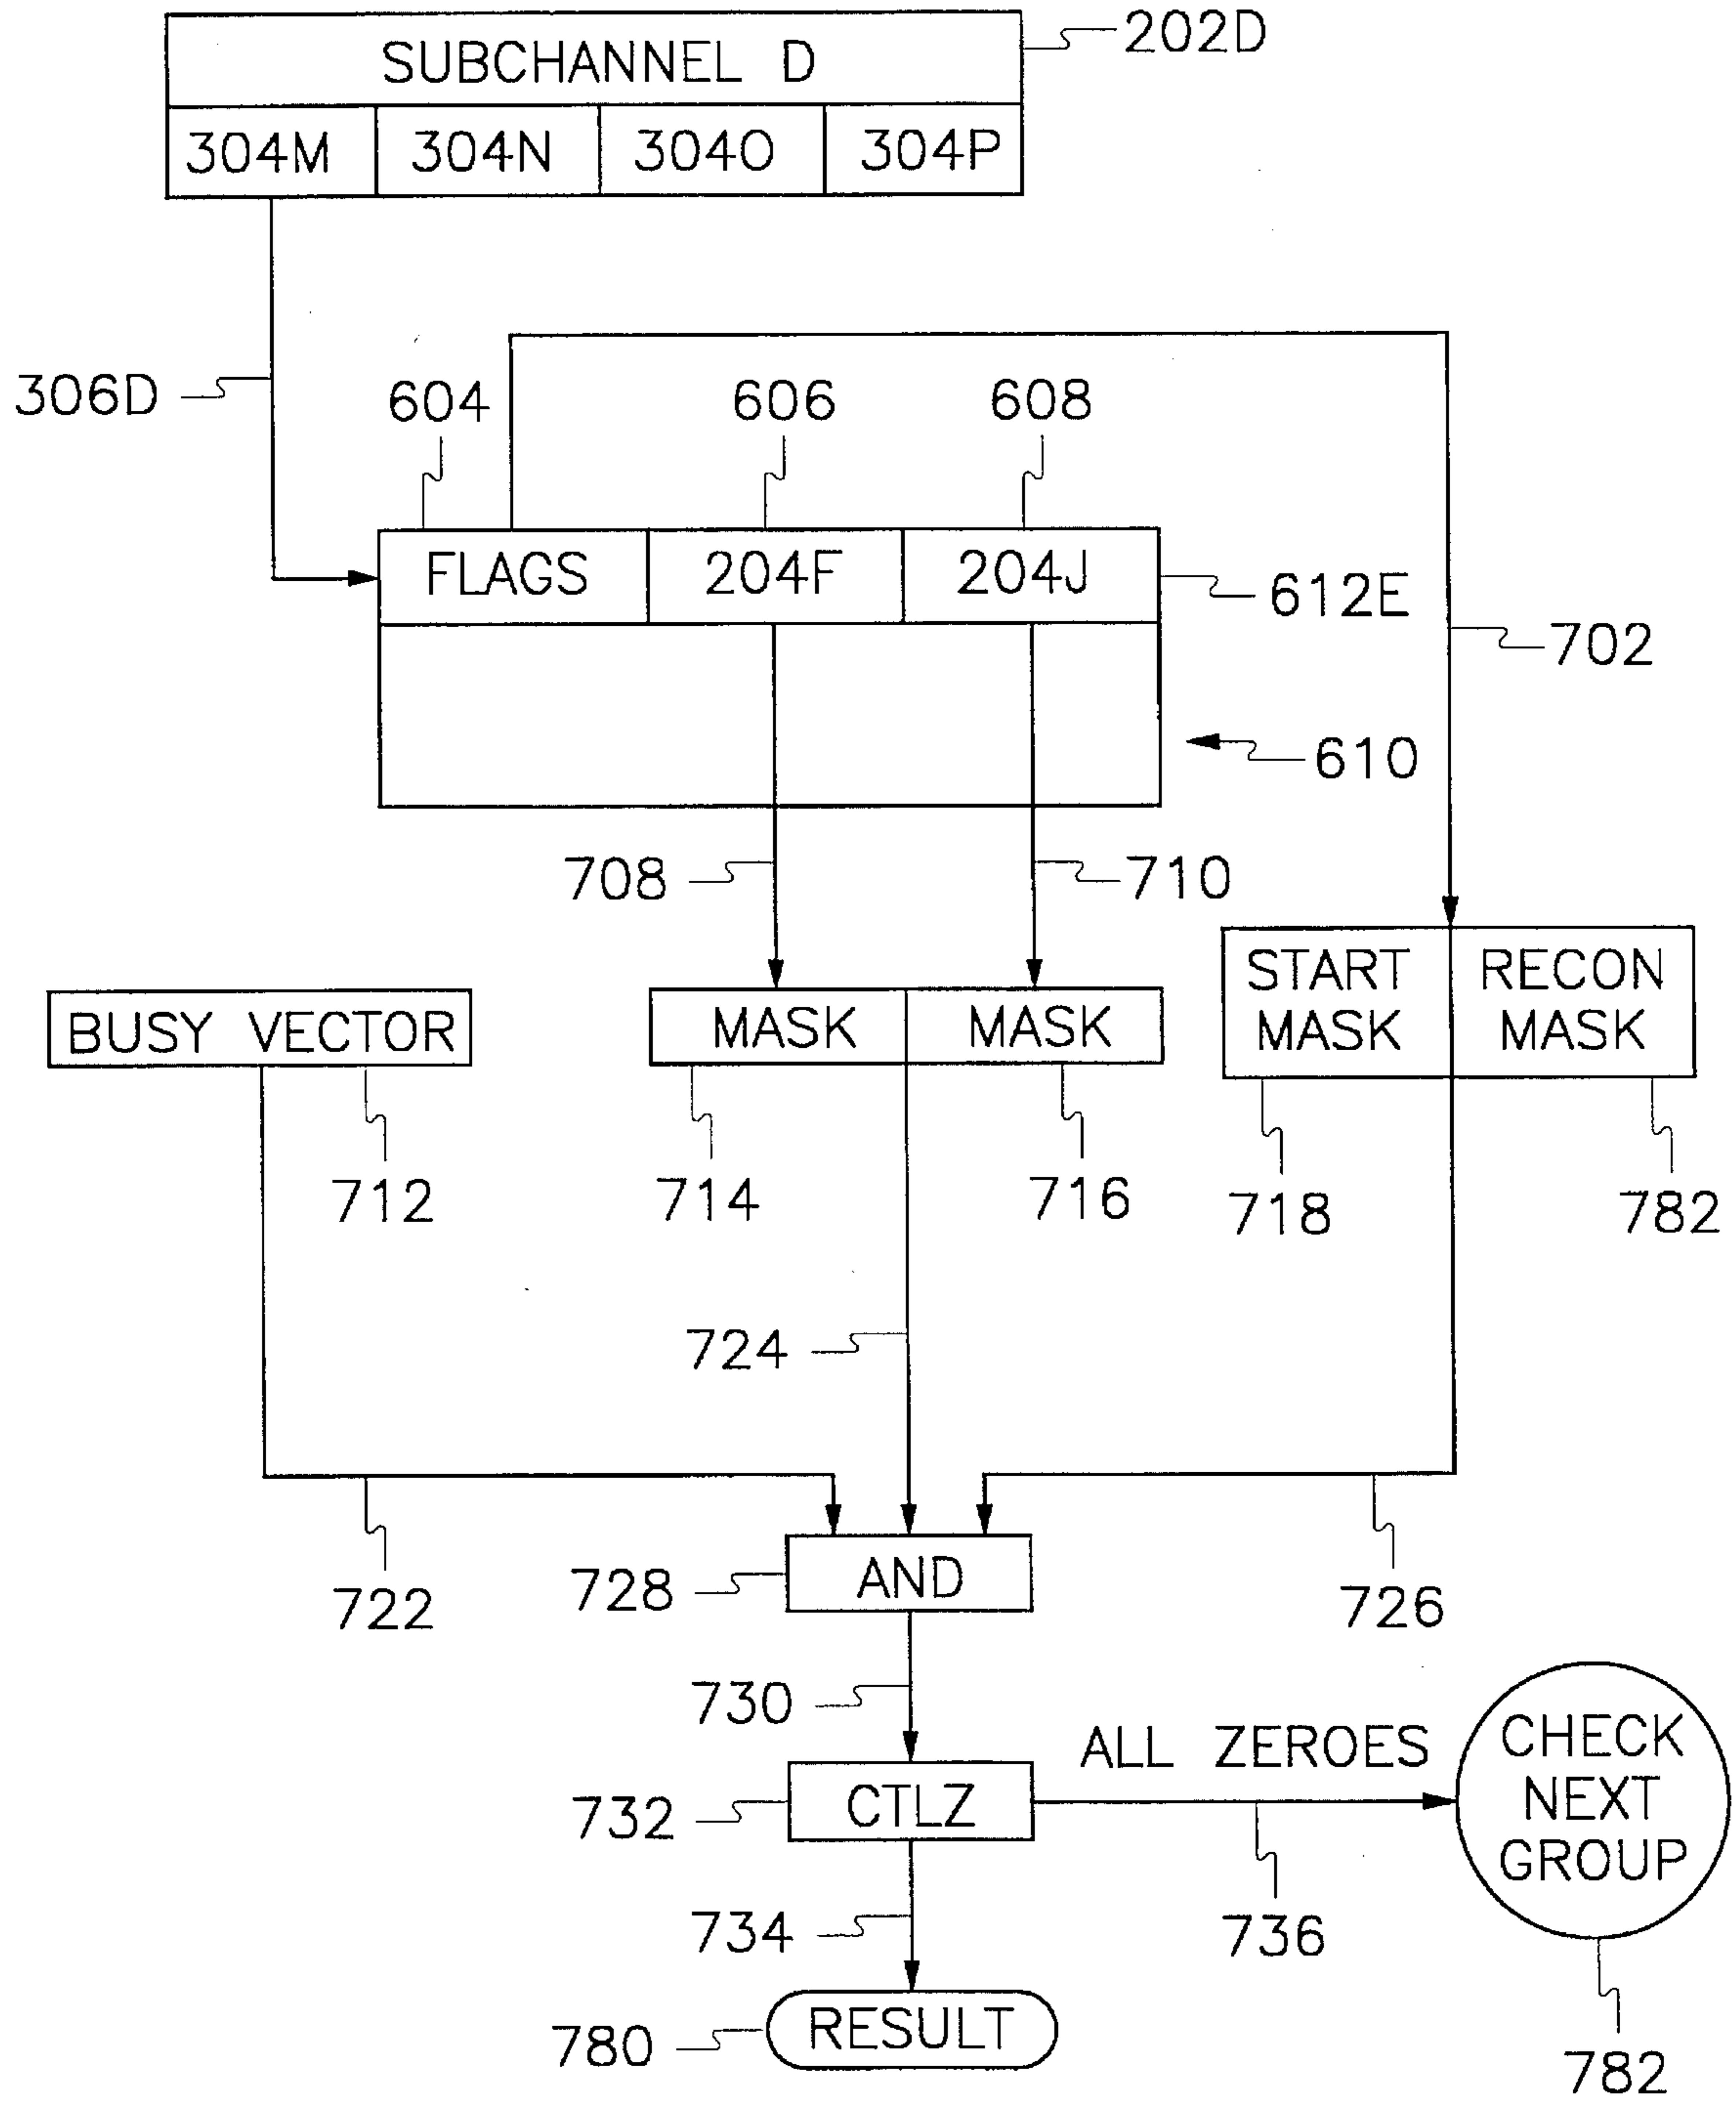 202D
SUBCHANNEL D
304M 304N 304O 304P
306D
604 606 608
FLAGS 204F 204J
612E
702
610
708 710
START MASK
RECON MASK
BUSY VECTOR
MASK MASK
712 714 716 718 782
724
AND
728
722 726
730
ALL ZEROES
CHECK
NEXT
GROUP
CTLZ
732
734 736
RESULT
780
782